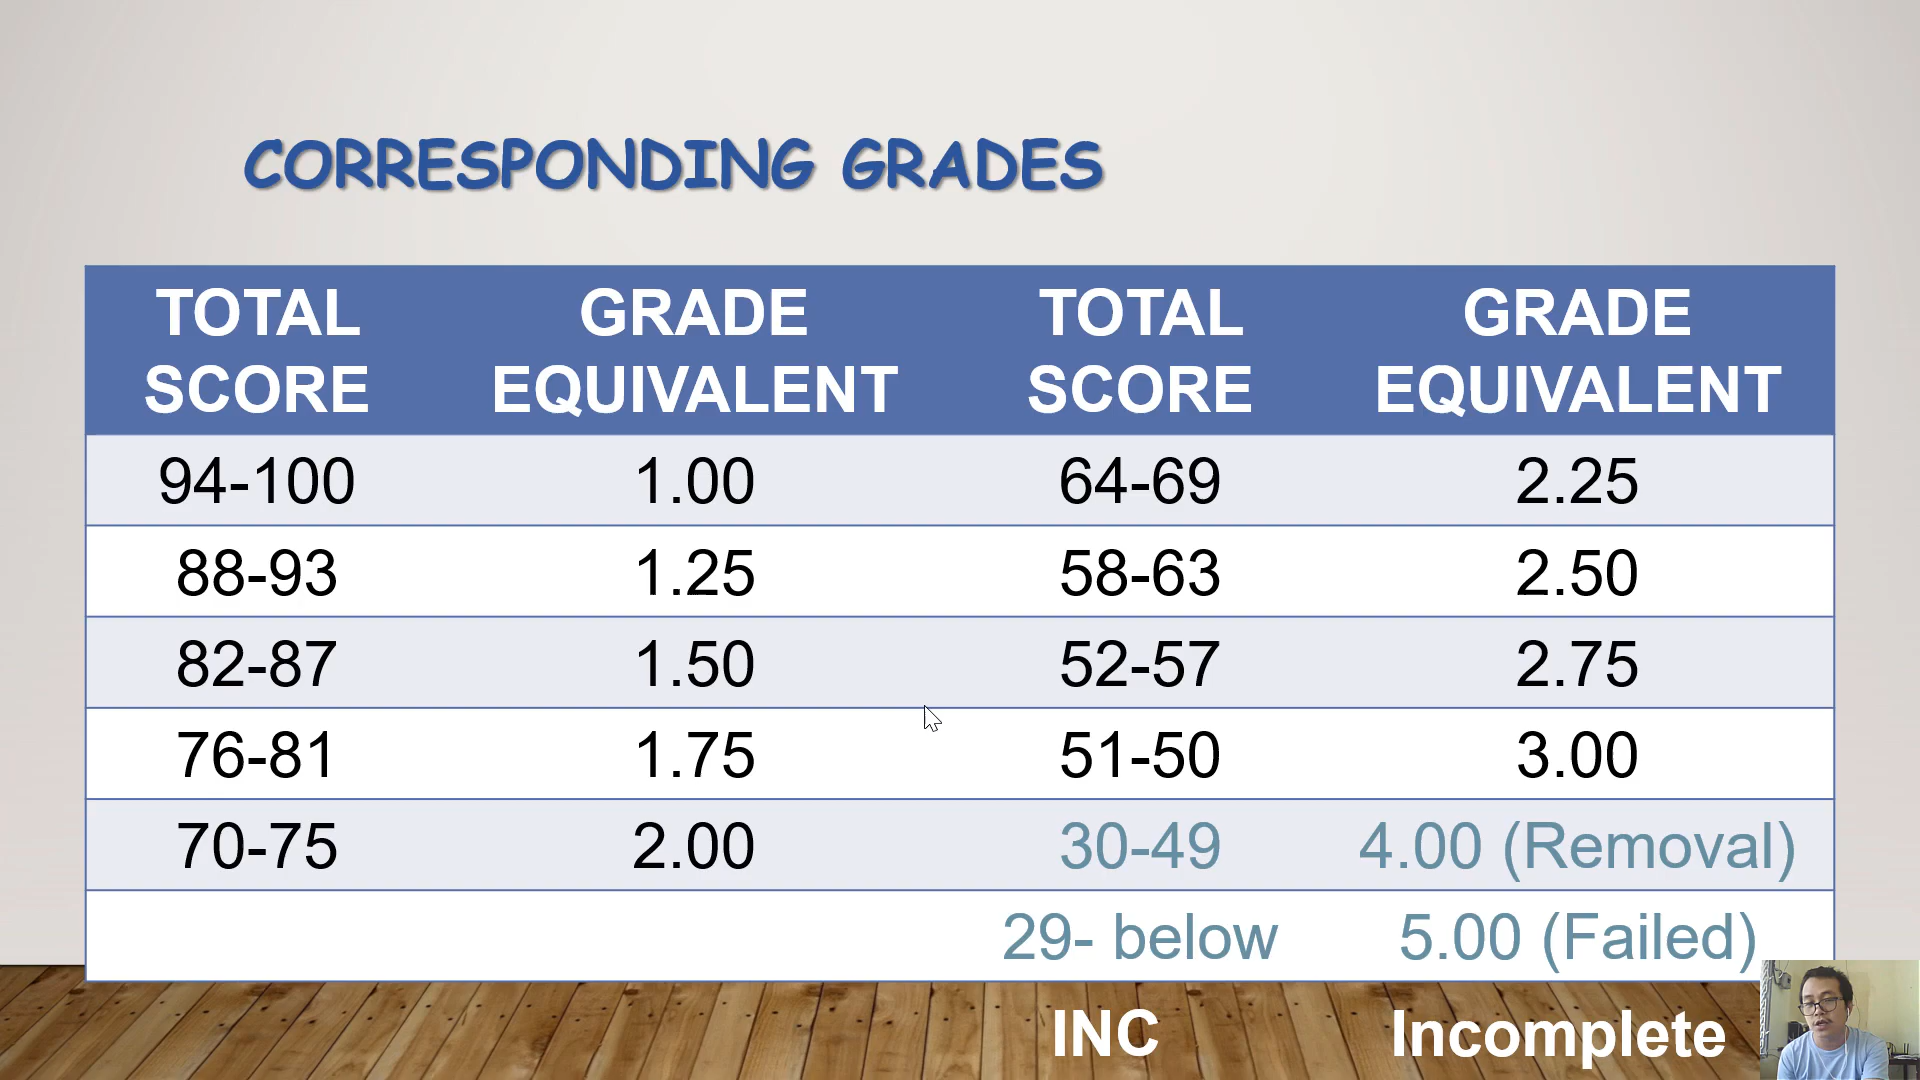 CORRESPONDING GRADES
TOTAL SCORE GRADE EQUIVALENT TOTAL SCORE GRADE EQUIVALENT
94-100 1.00 64-69 2.25
88-93 1.25 58-63 2.50
82-87 1.50 52-57 2.75
76-81 1.75 51-50 3.00
70-75 2.00 30-49 4.00 (Removal)
29- below 5.00 (Failed)
INC Incomplete